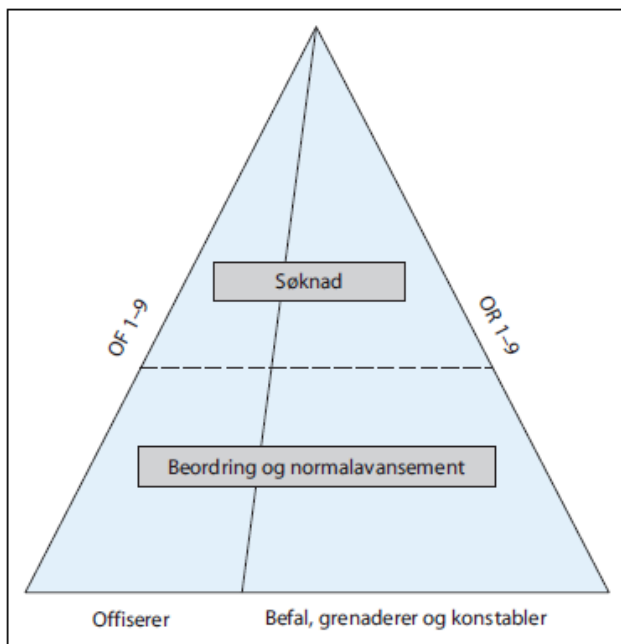 Søknad
OF 1–9
OR 1–9
Beordring og normalavansement
Offiserer
Befal, grenaderer og konstabler